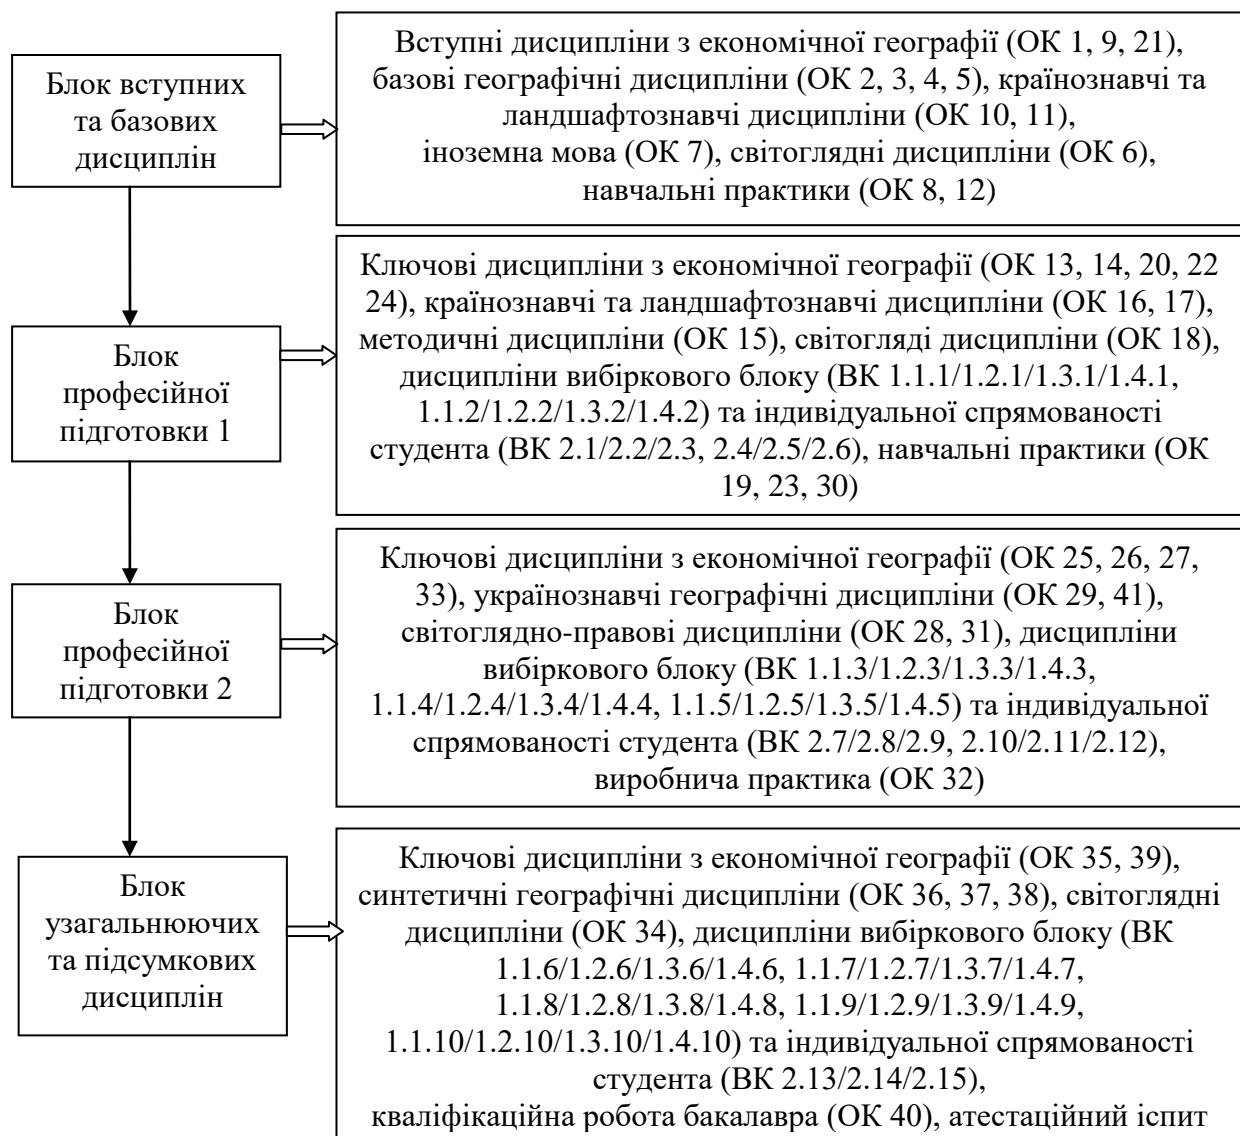 Блок вступних
та базових
дисциплін
Вступні дисципліни з економічної географії (ОК 1, 9, 21),
базові географічні дисципліни (ОК 2, 3, 4, 5), країнознавчі та
ландшафтознавчі дисципліни (ОК 10, 11),
іноземна мова (ОК 7), світоглядні дисципліни (ОК 6),
навчальні практики (ОК 8, 12)
Блок
професійної
підготовки 1
Ключові дисципліни з економічної географії (ОК 13, 14, 20, 22
24), країнознавчі та ландшафтознавчі дисципліни (ОК 16, 17),
методичні дисципліни (ОК 15), світогляді дисципліни (ОК 18),
дисципліни вибіркового блоку (ВК 1.1.1/1.2.1/1.3.1/1.4.1,
1.1.2/1.2.2/1.3.2/1.4.2) та індивідуальної спрямованості
студента (ВК 2.1/2.2/2.3, 2.4/2.5/2.6), навчальні практики (ОК
19, 23, 30)
Блок
професійної
підготовки 2
Ключові дисципліни з економічної географії (ОК 25, 26, 27,
33), українознавчі географічні дисципліни (ОК 29, 41),
світоглядно-правові дисципліни (ОК 28, 31), дисципліни
вибіркового блоку (ВК 1.1.3/1.2.3/1.3.3/1.4.3,
1.1.4/1.2.4/1.3.4/1.4.4, 1.1.5/1.2.5/1.3.5/1.4.5) та індивідуальної
спрямованості студента (ВК 2.7/2.8/2.9, 2.10/2.11/2.12),
виробнича практика (ОК 32)
Блок
узагальнюючих
та підсумкових
дисциплін
Ключові дисципліни з економічної географії (ОК 35, 39),
синтетичні географічні дисципліни (ОК 36, 37, 38), світоглядні
дисципліни (ОК 34), дисципліни вибіркового блоку (ВК
1.1.6/1.2.6/1.3.6/1.4.6, 1.1.7/1.2.7/1.3.7/1.4.7,
1.1.8/1.2.8/1.3.8/1.4.8, 1.1.9/1.2.9/1.3.9/1.4.9,
1.1.10/1.2.10/1.3.10/1.4.10) та індивідуальної спрямованості
студента (ВК 2.13/2.14/2.15),
кваліфікаційна робота бакалавра (ОК 40), атестаційний іспит